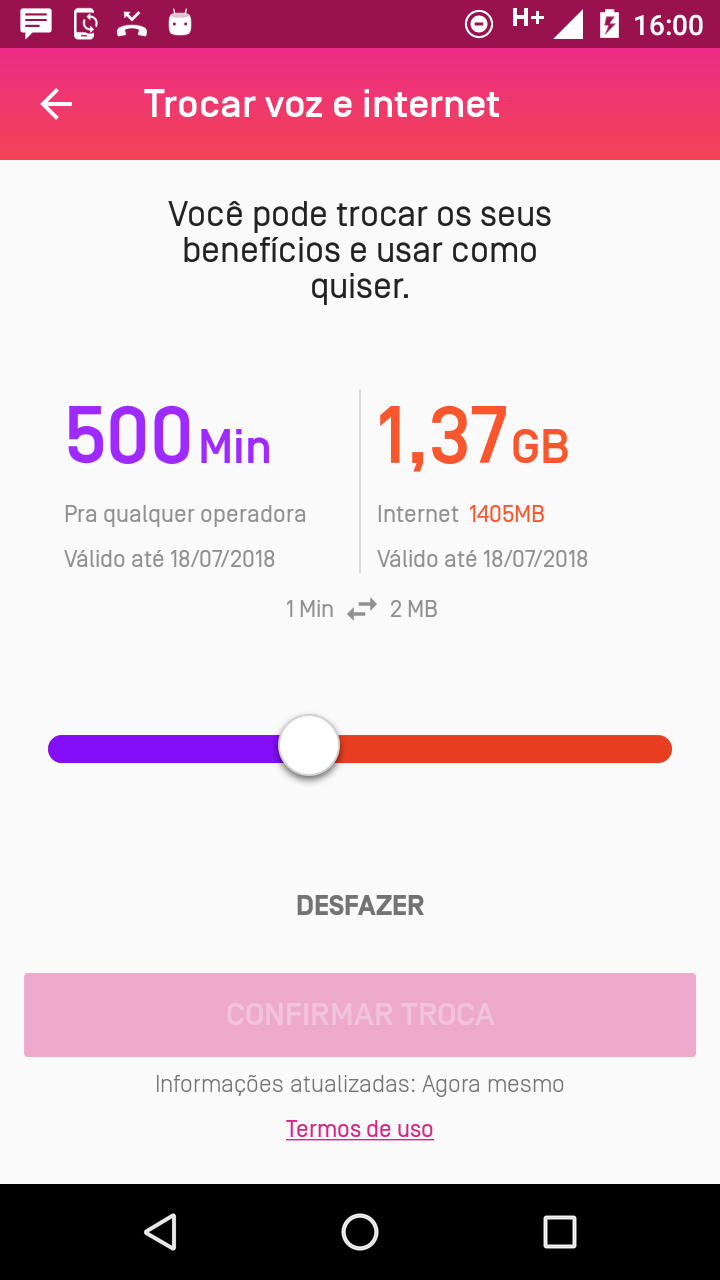 H+ 16:00
Trocar voz e internet
Você pode trocar os seus
benefícios e usar como
quiser.
500 Min
Pra qualquer operadora
Válido até 18/07/2018
1,37 GB
Internet 1405MB
Válido até 18/07/2018
1 Min 2 MB
DESFAZER
CONFIRMAR TROCA
Informações atualizadas: Agora mesmo
Termos de uso